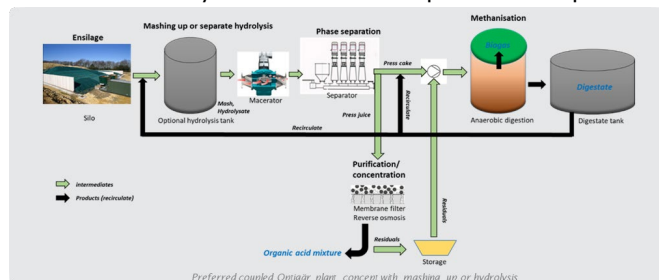 Ensilage
Silo
Mashing up or separate hydrolysis
Optional hydrolysis tank
Mash,
Hydrolysate
Macerator
Phase separation
Separator
Press cake
Press juice
Recirculate
Recirculate
Methanisation
Biogas
Anaerobic digestion
Digestate
Digestate tank
Purification/
concentration
Membrane filter
Reverse osmosis
Organic acid mixture
Residuals
Storage
Residuals
Intermediates
Products (recirculate)
Preferred coupled Optigär plant concept with mashing up or hydrolysis